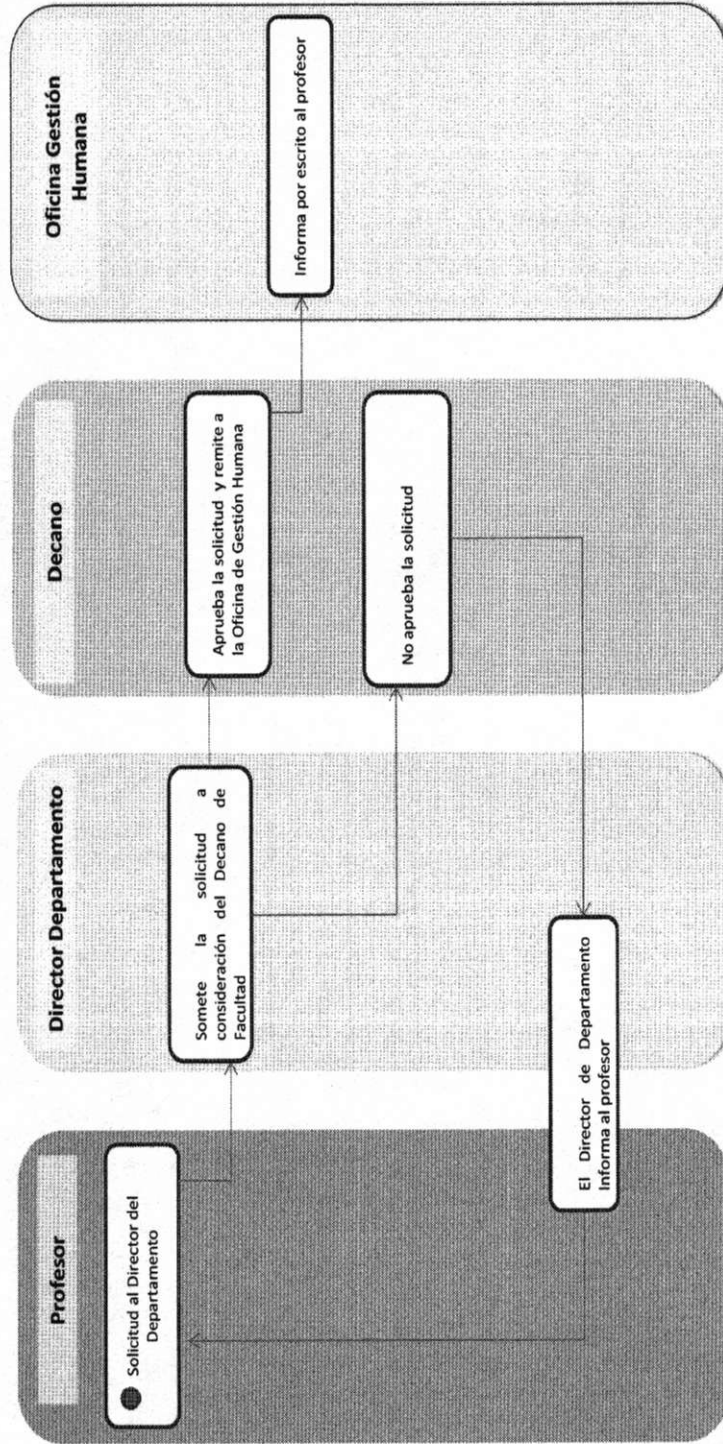 Profesor
Solicitud al Director del
Departamento
Director Departamento
Somete la solicitud a
consideración del Decano de
Facultad
El Director de Departamento
Informa al profesor
Decano
Aprueba la solicitud y remite a
la Oficina de Gestión Humana
No aprueba la solicitud
Oficina Gestión
Humana
Informa por escrito al profesor